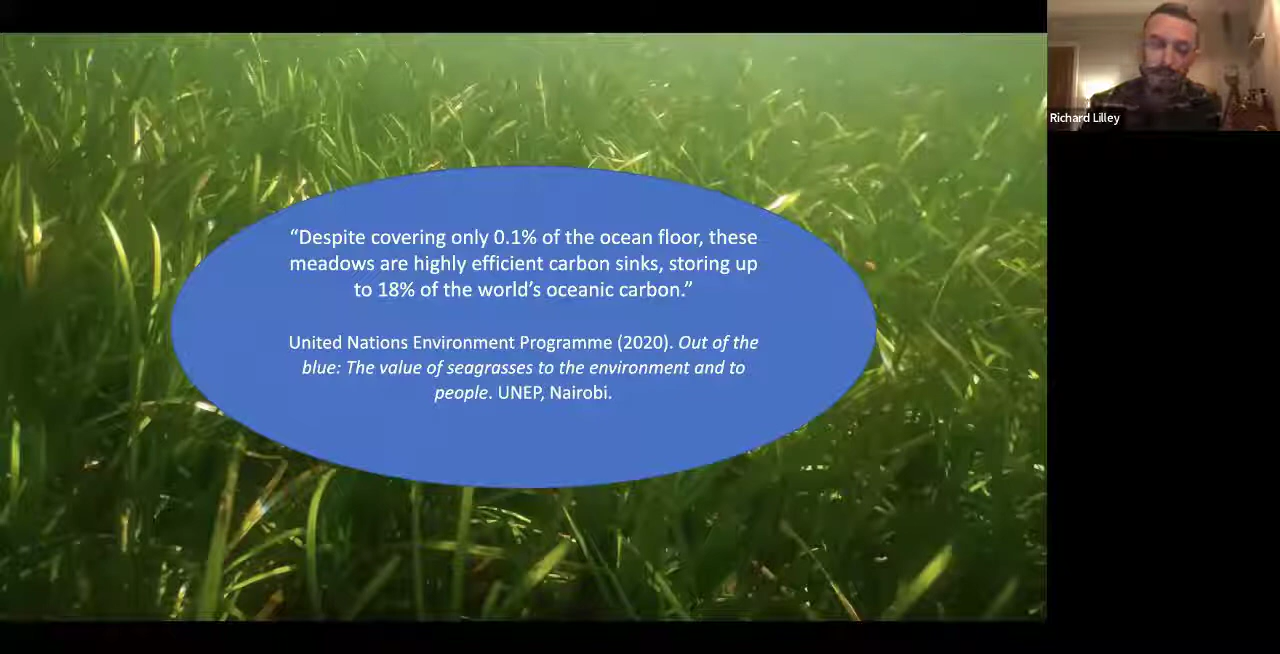 “Despite covering only 0.1% of the ocean floor, these
meadows are highly efficient carbon sinks, storing up
to 18% of the world’s oceanic carbon.”
United Nations Environment Programme (2020). Out of the
blue: The value of seagrasses to the environment and to
people. UNEP, Nairobi.
Richard Lilley